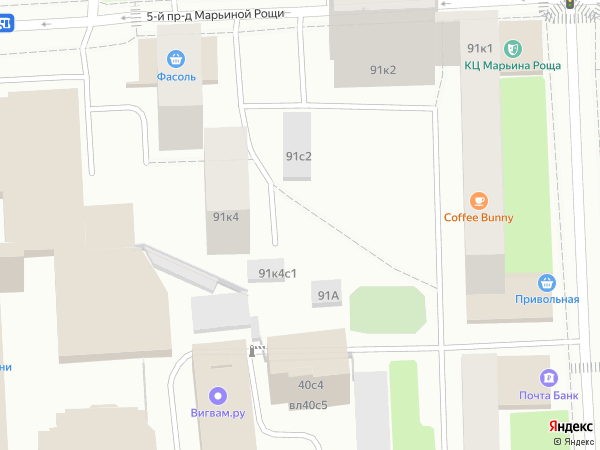 5-й пр-д Марьиной Рощи
91к1
КЦ Марьина Роща
Фасоль
91к2
91с2
91к4
Coffee Bunny
91к4с1
91А
Привольная
ни
40с4
вл40с5
Вигвам.ру
Почта Банк
Яндекс
© Яндекс